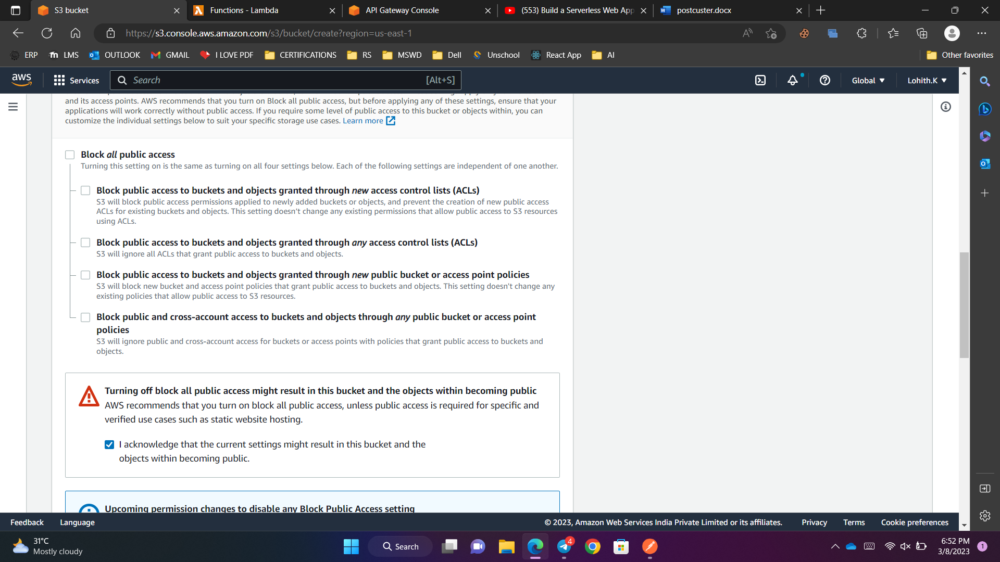 S3 bucket
Functions - Lambda
API Gateway Console
(553) Build a Serverless Web App
postcuster.docx
https://s3.console.aws.amazon.com/s3/bucket/create?region=us-east-1
ERP
LMS
OUTLOOK
GMAIL
I LOVE PDF
CERTIFICATIONS
RS
MSWD
Dell
Unschool
React App
AI
Other favorites
aws
Services
Search
[Alt+S]
Global
Lohith.K
and its access points. AWS recommends that you turn on Block all public access, but before applying any of these settings, ensure that your
applications will work correctly without public access. If you require some level of public access to this bucket or objects within, you can
customize the individual settings below to suit your specific storage use cases. Learn more
Block all public access
Turning this setting on is the same as turning on all four settings below. Each of the following settings are independent of one another.
Block public access to buckets and objects granted through new access control lists (ACLs)
S3 will block public access permissions applied to newly added buckets or objects, and prevent the creation of new public access
ACLs for existing buckets and objects. This setting doesn't change any existing permissions that allow public access to S3 resources
using ACLs.
Block public access to buckets and objects granted through any access control lists (ACLs)
S3 will ignore all ACLs that grant public access to buckets and objects.
Block public access to buckets and objects granted through new public bucket or access point policies
S3 will block new bucket and access point policies that grant public access to buckets and objects. This setting doesn't change any
existing policies that allow public access to S3 resources.
Block public and cross-account access to buckets and objects through any public bucket or access point
policies
S3 will ignore public and cross-account access for buckets or access points with policies that grant public access to buckets and
objects.
Turning off block all public access might result in this bucket and the objects within becoming public
AWS recommends that you turn on block all public access, unless public access is required for specific and
verified use cases such as static website hosting.
I acknowledge that the current settings might result in this bucket and the
objects within becoming public.
Upcoming permission changes to disable any Block Public Access setting
Feedback
Language
© 2023, Amazon Web Services India Private Limited or its affiliates.
Privacy
Terms
Cookie preferences
31°C
Mostly cloudy
Search
4
6:52 PM
3/8/2023
1